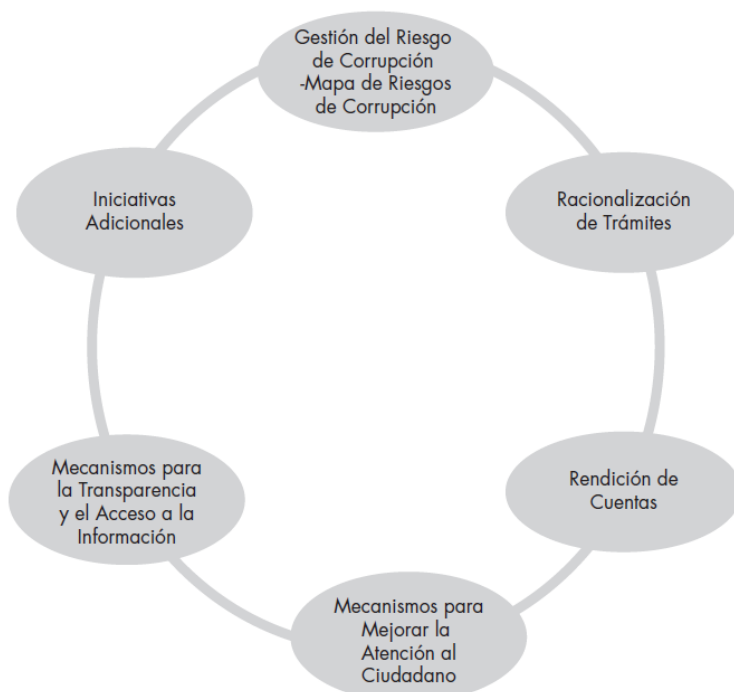 Gestión del Riesgo
de Corrupción
-Mapa de Riesgos
de Corrupción
Racionalización
de Trámites
Rendición de
Cuentas
Mecanismos para
Mejorar la
Atención al
Ciudadano
Mecanismos para
la Transparencia
y el Acceso a la
Información
Iniciativas
Adicionales